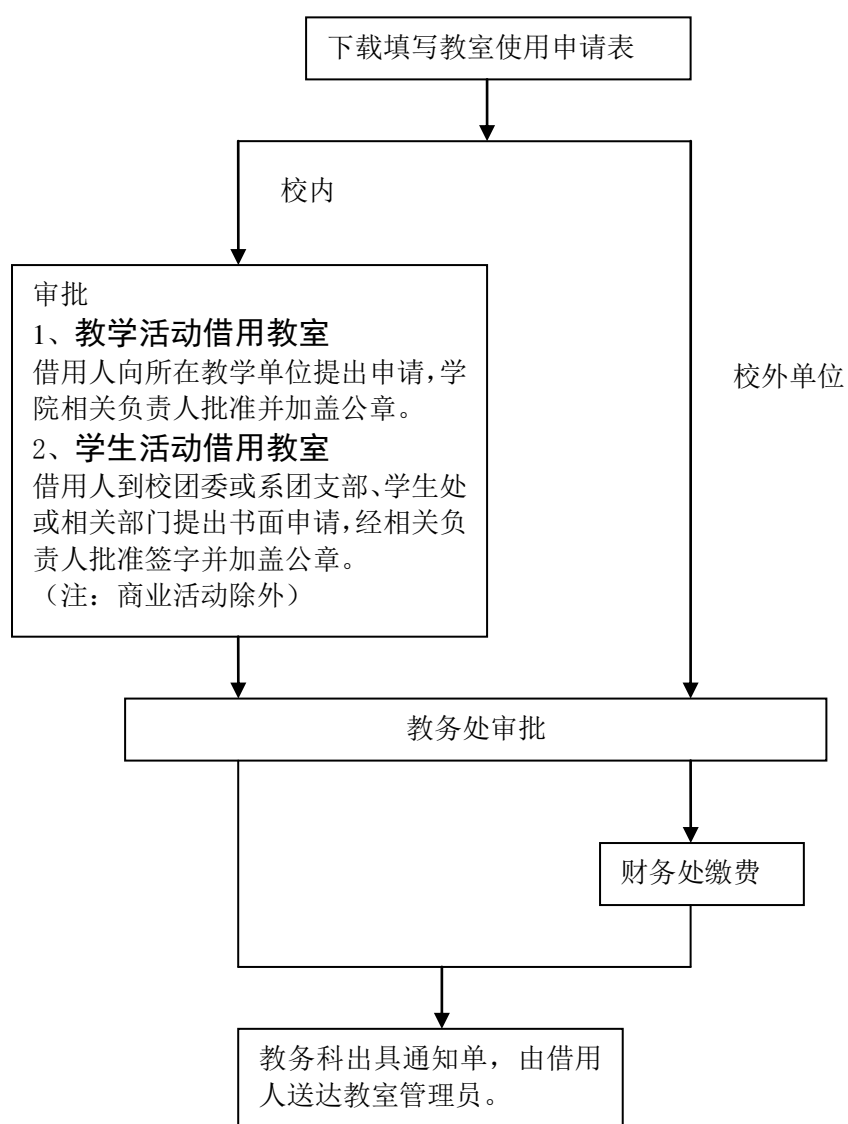 下载填写教室使用申请表
校内
审批
1、教学活动借用教室
借用人向所在教学单位提出申请,学
院相关负责人批准并加盖公章。
2、学生活动借用教室
借用人到校团委或系团支部、学生处
或相关部门提出书面申请,经相关负
责人批准签字并加盖公章。
（注：商业活动除外）
校外单位
教务处审批
财务处缴费
教务科出具通知单，由借用
人送达教室管理员。